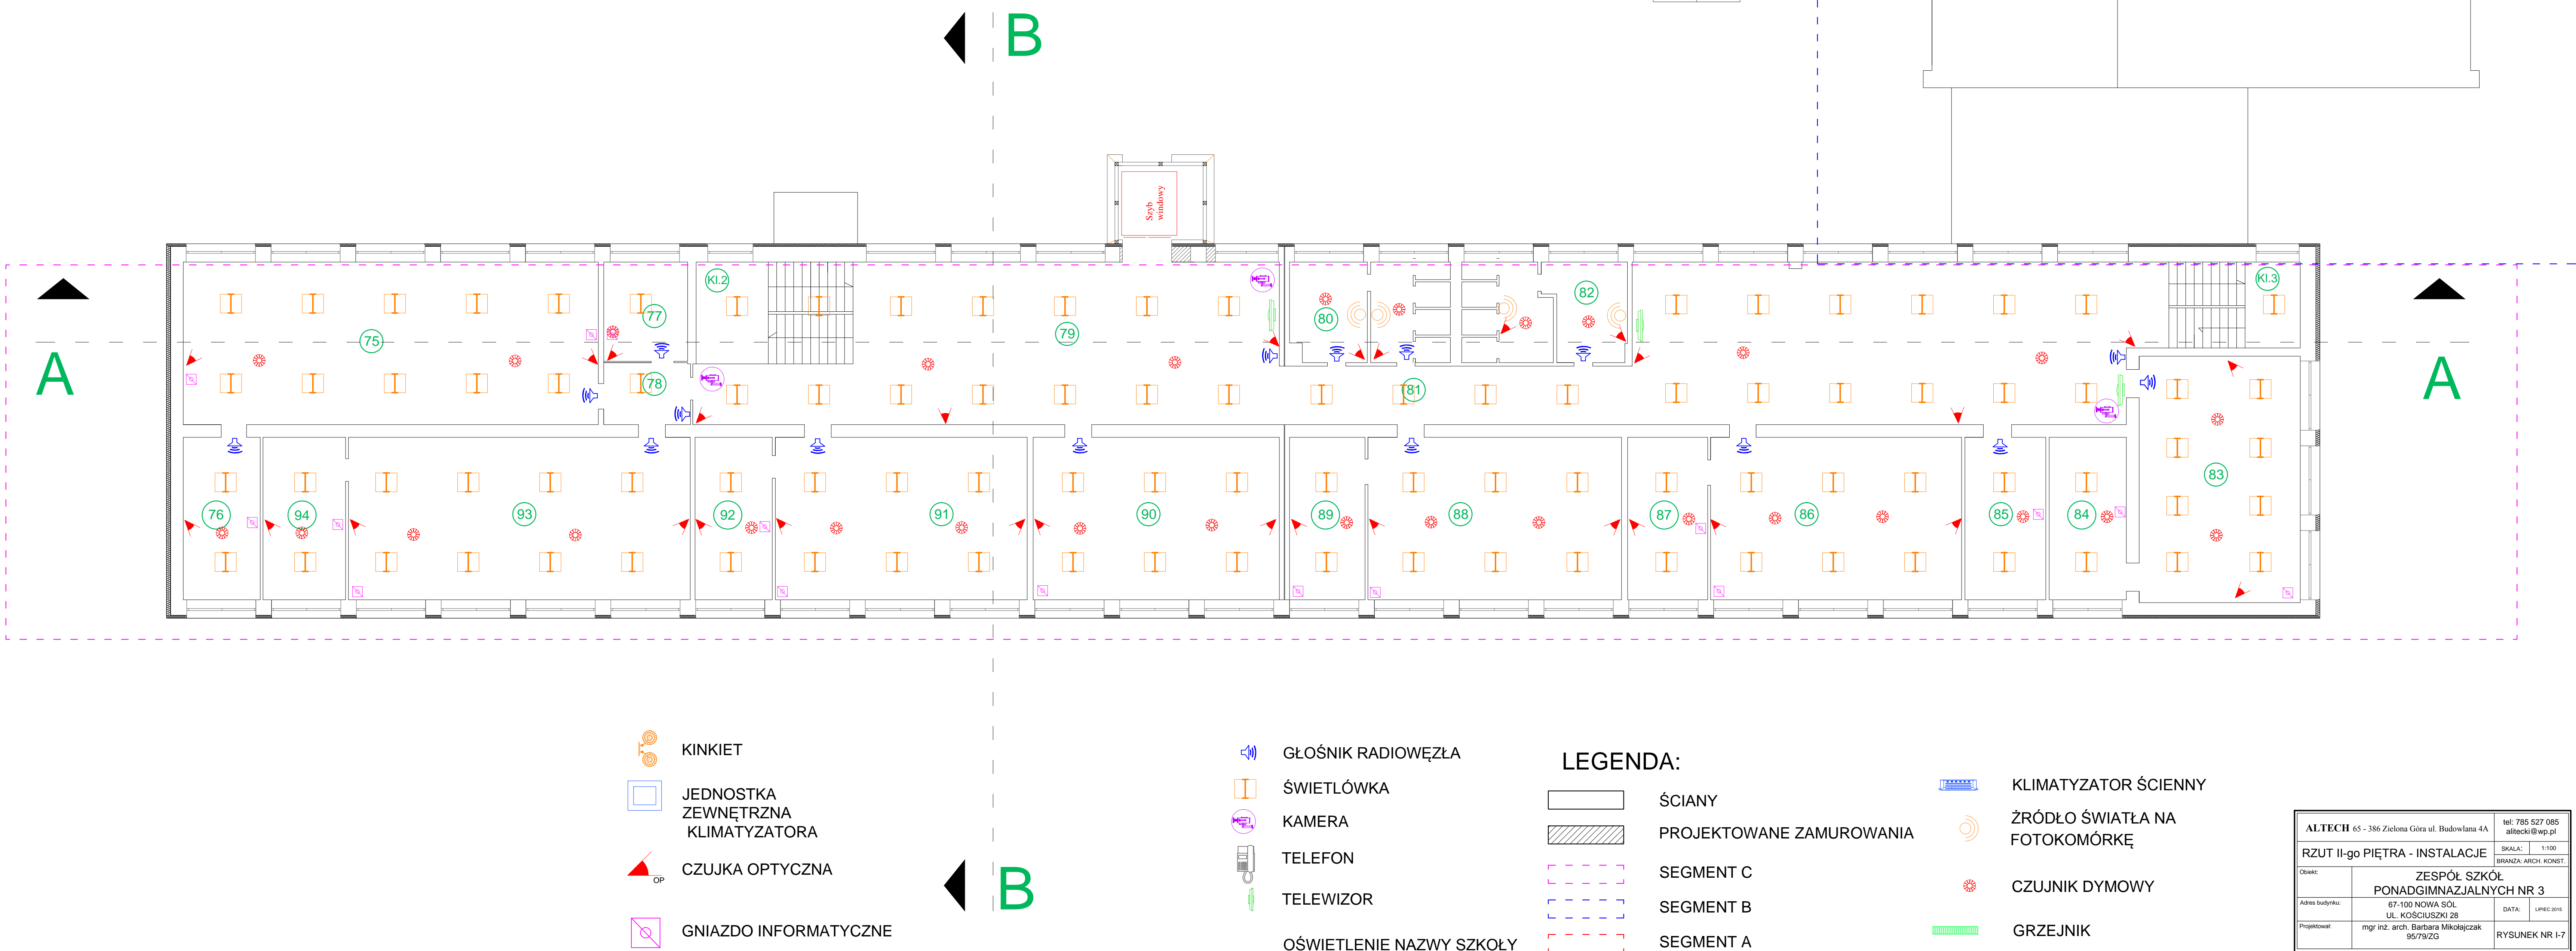 B
Szyb
windowy
Kl.2
Kl.3
77
82
80
79
75
A
A
78
81
83
76
94
93
92
91
90
89
88
87
86
85
84
KINKIET
JEDNOSTKA
ZEWNĘTRZNA
KLIMATYZATORA
CZUJKA OPTYCZNA
OP
GNIAZDO INFORMATYCZNE
B
GŁOŚNIK RADIOWĘZŁA
ŚWIETLÓWKA
KAMERA
TELEFON
TELEWIZOR
OŚWIETLENIE NAZWY SZKOŁY
LEGENDA:
ŚCIANY
PROJEKTOWANE ZAMUROWANIA
SEGMENT C
SEGMENT B
SEGMENT A
KLIMATYZATOR ŚCIENNY
ŻRÓDŁO ŚWIATŁA NA
FOTOKOMÓRKĘ
CZUJNIK DYMOWY
GRZEJNIK
ALTECH 65 - 386 Zielona Góra ul. Budowlana 4A
tel: 785 527 085
alitecki@wp.pl
RZUT II-go PIĘTRA - INSTALACJE
SKALA: 1:100
BRANŻA: ARCH. KONST.
Obiekt:
ZESPÓŁ SZKÓŁ
PONADGIMNAZJALNYCH NR 3
Adres budynku:
67-100 NOWA SÓL
UL. KOŚCIUSZKI 28
DATA: LIPIEC 2015
Projektował:
mgr inż. arch. Barbara Mikołajczak
95/79/ZG
RYSUNEK NR I-7